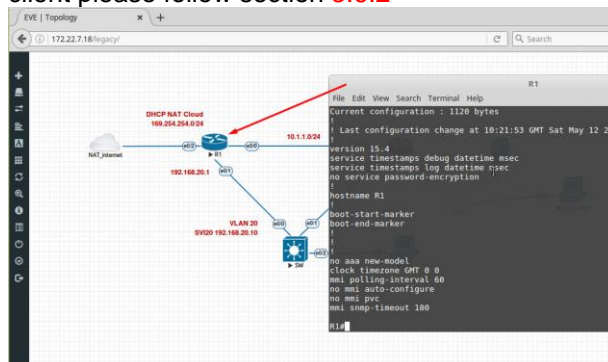 client please follow section
EVE | Topology
172.22.7.18/legacy/
Search
R1
File Edit View Search Terminal Help
DHCP NAT Cloud
169.254.254.0/24
10.1.1.0/24
NAT_Internet
e0/2
R1
e0/0
192.168.20.1
e0/1
VLAN 20
SVI20 192.168.20.10
e0/0
e0/1
SW
e0/2
Current configuration : 1120 bytes
!
! Last configuration change at 10:21:53 GMT Sat May 12 2
!
version 15.4
service timestamps debug datetime msec
service timestamps log datetime msec
no service password-encryption
!
hostname R1
!
boot-start-marker
boot-end-marker
!
!
!
no aaa new-model
clock timezone GMT 0 0
mmi polling-interval 60
no mmi auto-configure
no mmi pvc
mmi snmp-timeout 180
R1#